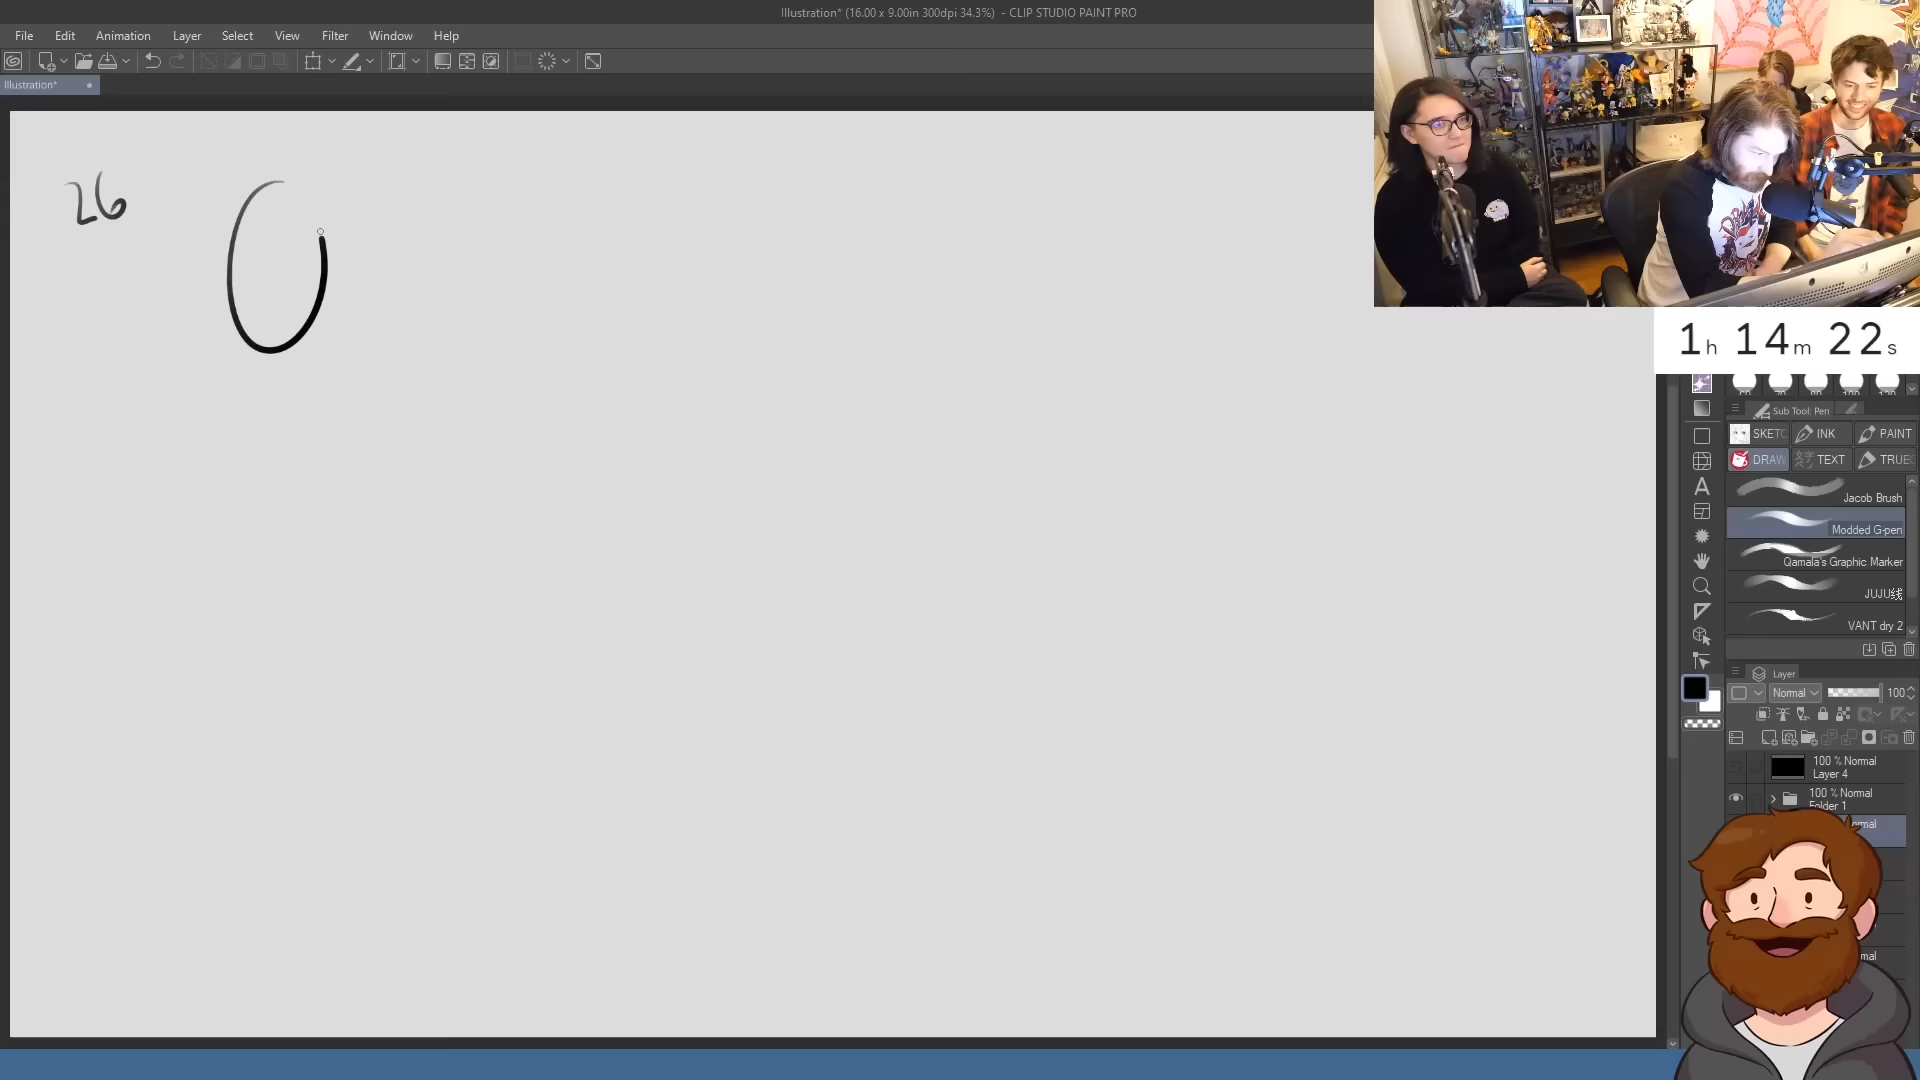 Illustration* (16.00 x 9.00in 300dpi 34.3%) - CLIP STUDIO PAINT PRO
File Edit Animation Layer Select View Filter Window Help
Illustration*
26
1h 14m 22s
Sub Tool: Pen
SKETC INK PAINT
DRAW TEXT TRUE
Jacob Brush
Modded G-pen
Qamala's Graphic Marker
JUJU线
VANT dry 2
Layer
Normal 100
100 % Normal
Layer 4
100 % Normal
Folder 1